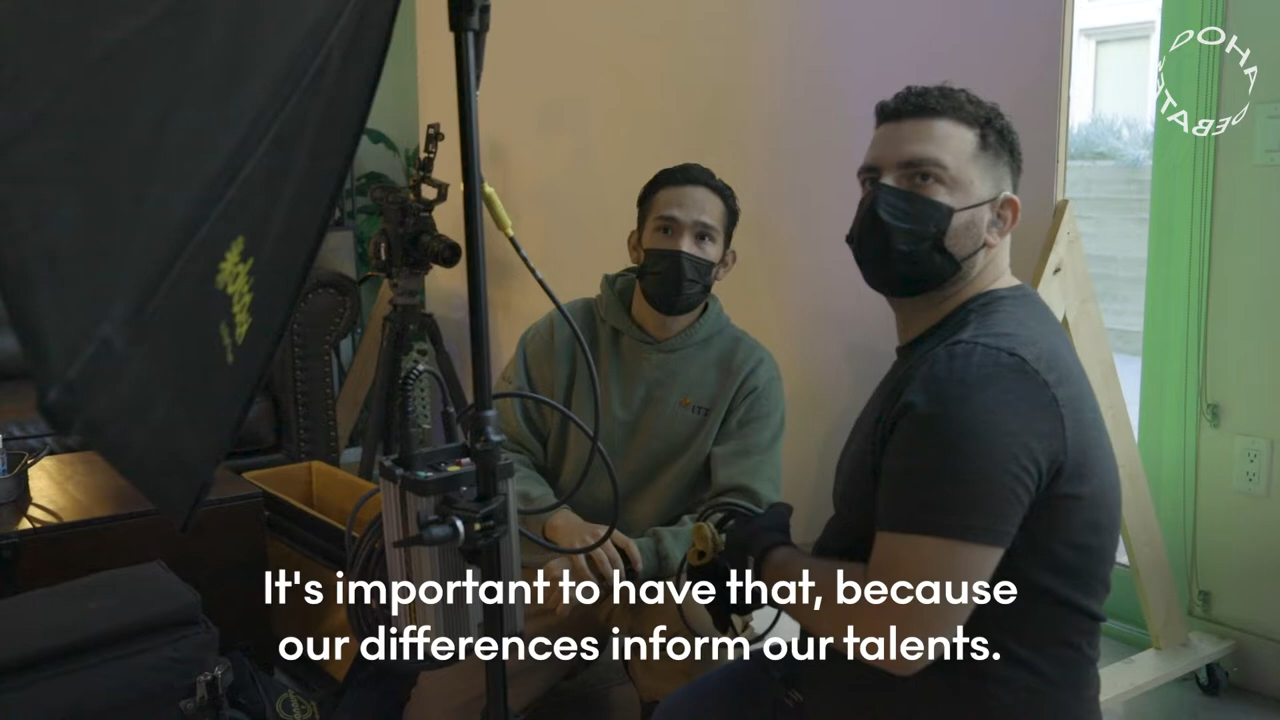 DOHA DEBATES
It's important to have that, because
our differences inform our talents.